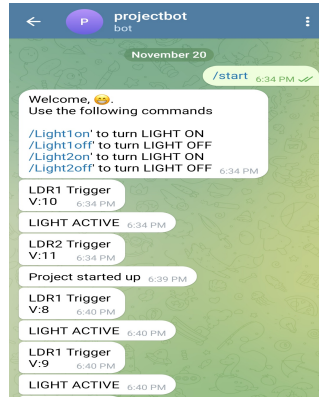 P
projectbot
bot
November 20
/start 6:34 PM
Welcome, 😁.
Use the following commands
/Light1on' to turn LIGHT ON
/Light1off' to turn LIGHT OFF
/Light2on' to turn LIGHT ON
/Light2off' to turn LIGHT OFF 6:34 PM
LDR1 Trigger
V:10 6:34 PM
LIGHT ACTIVE 6:34 PM
LDR2 Trigger
V:11 6:34 PM
Project started up 6:39 PM
LDR1 Trigger
V:8 6:40 PM
LIGHT ACTIVE 6:40 PM
LDR1 Trigger
V:9 6:40 PM
LIGHT ACTIVE 6:40 PM